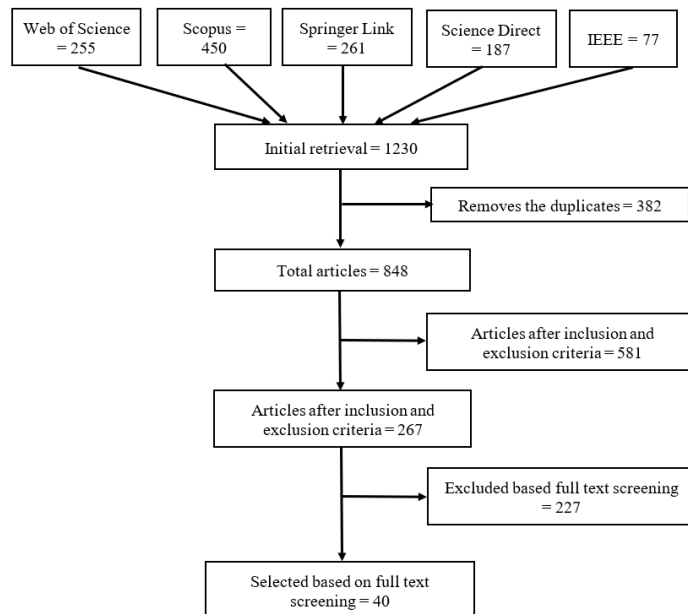 Web of Science
= 255
Scopus =
450
Springer Link
= 261
Science Direct
= 187
IEEE = 77
Initial retrieval = 1230
Removes the duplicates = 382
Total articles = 848
Articles after inclusion and
exclusion criteria = 581
Articles after inclusion and
exclusion criteria = 267
Excluded based full text screening
= 227
Selected based on full text
screening = 40